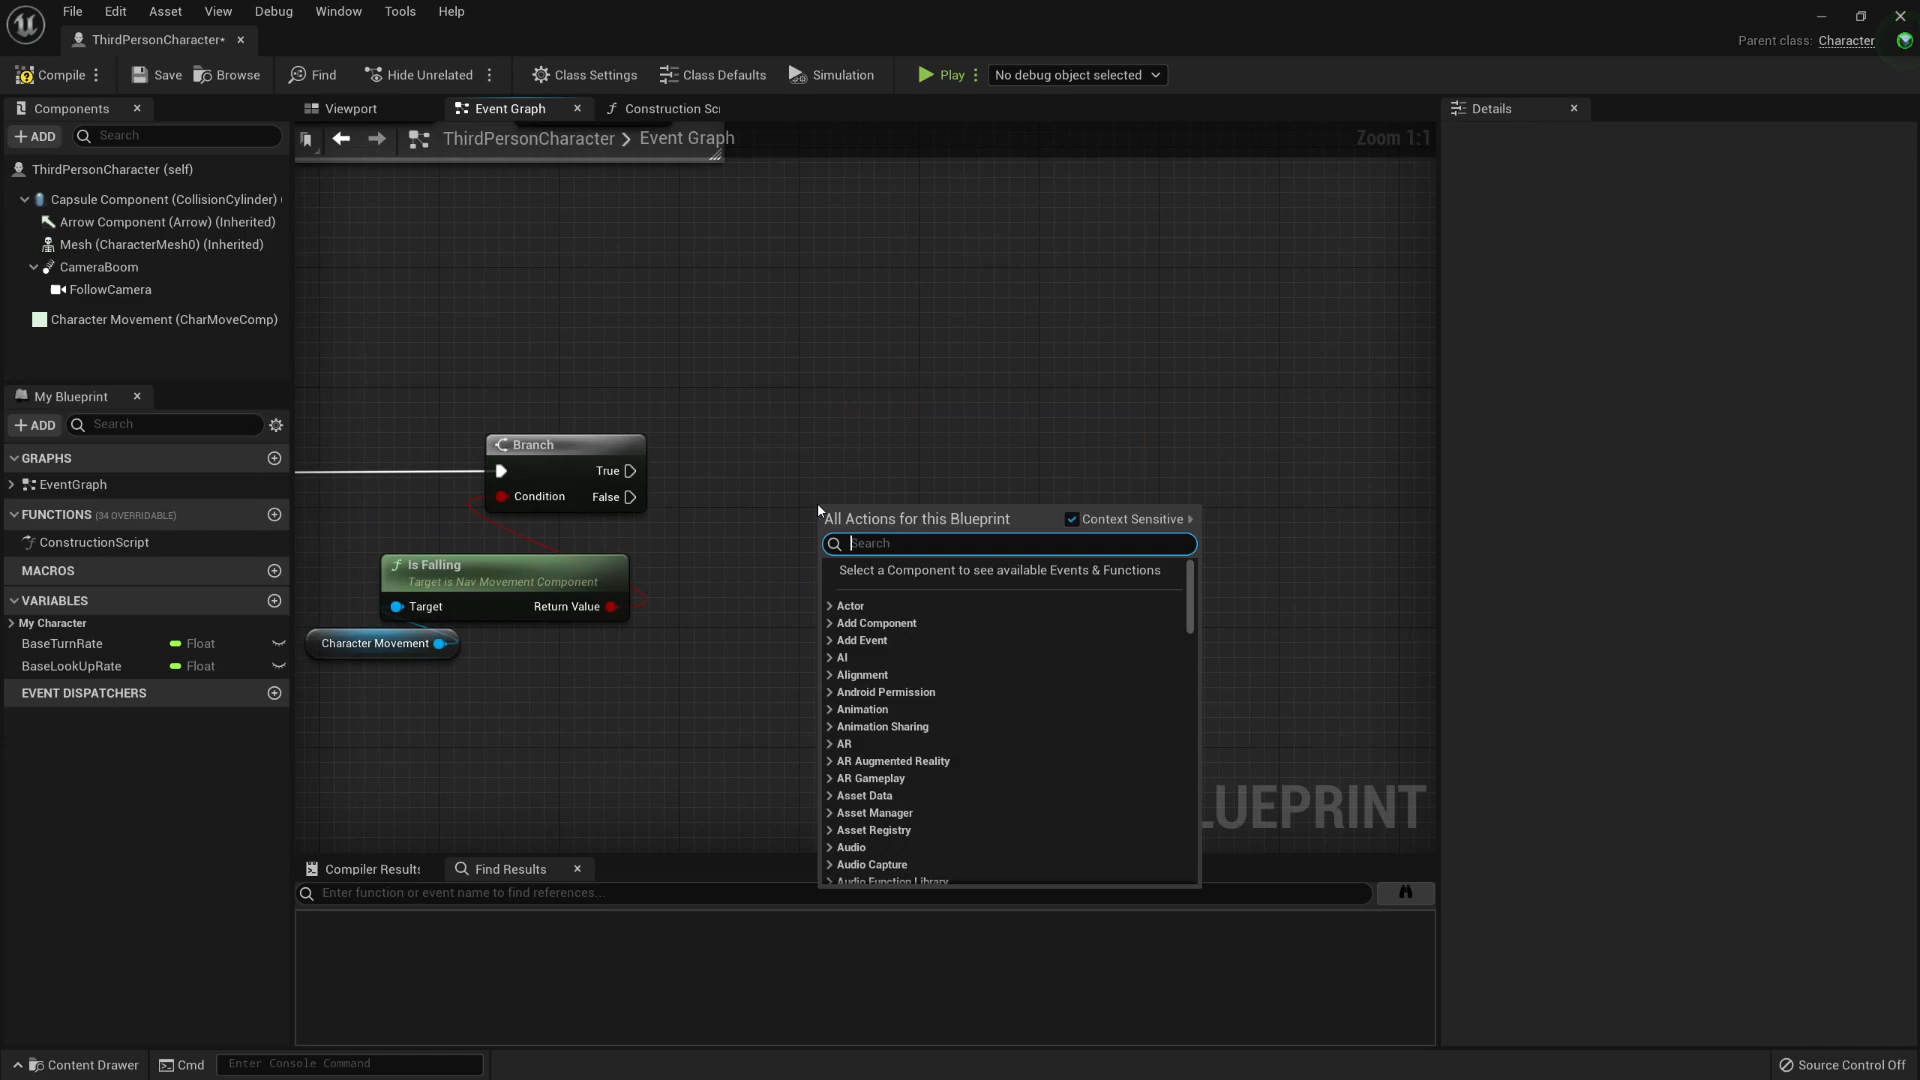 File Edit Asset View Debug Window Tools Help
ThirdPersonCharacter*
Parent class: Character
Compile Save Browse Find Hide Unrelated Class Settings Class Defaults Simulation Play No debug object selected
Components
Viewport Event Graph Construction Scr
Details
ADD Search
ThirdPersonCharacter Event Graph
Zoom 1:1
ThirdPersonCharacter (self)
Capsule Component (CollisionCylinder) (
Arrow Component (Arrow) (Inherited)
Mesh (CharacterMesh0) (Inherited)
CameraBoom
FollowCamera
Character Movement (CharMoveComp)
My Blueprint
ADD Search
GRAPHS
EventGraph
FUNCTIONS (34 OVERRIDABLE)
ConstructionScript
MACROS
VARIABLES
My Character
BaseTurnRate Float
BaseLookUpRate Float
EVENT DISPATCHERS
Branch
True
Condition False
Is Falling
Target is Nav Movement Component
Target Return Value
Character Movement
All Actions for this Blueprint Context Sensitive
Search
Select a Component to see available Events & Functions
Actor
Add Component
Add Event
AI
Alignment
Android Permission
Animation
Animation Sharing
AR
AR Augmented Reality
AR Gameplay
Asset Data
Asset Manager
Asset Registry
Audio
Audio Capture
Audio Function Library
LUEPRINT
Compiler Results Find Results
Enter function or event name to find references...
Content Drawer Cmd Enter Console Command
Source Control Off